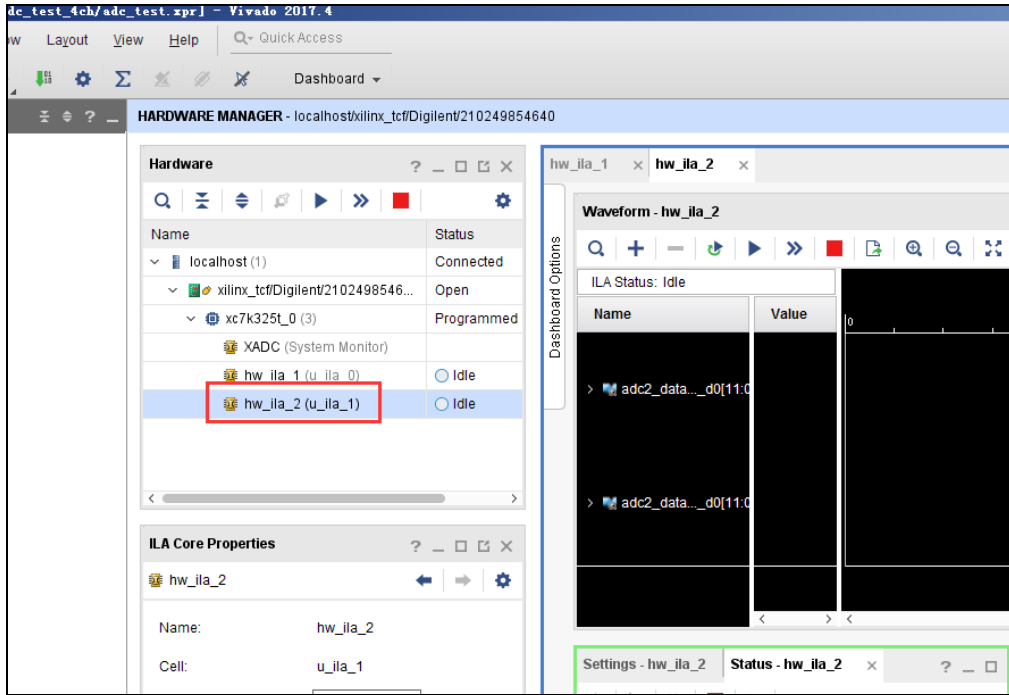 dc_test_4ch/adc_test.xpr] - Vivado 2017.4
Layout View Help Quick Access
Dashboard
HARDWARE MANAGER - localhost/xilinx_tcf/Digilent/210249854640
Hardware
Name Status
localhost (1) Connected
xilinx_tcf/Digilent/2102498546... Open
xc7k325t_0 (3) Programmed
XADC (System Monitor)
hw_ila_1 (u_ila_0) Idle
hw_ila_2 (u_ila_1) Idle
ILA Core Properties
hw_ila_2
Name: hw_ila_2
Cell: u_ila_1
hw_ila_1 hw_ila_2
Dashboard Options
Waveform - hw_ila_2
ILA Status: Idle
Name Value
0
adc2_data..._d0[11:0
adc2_data..._d0[11:0
Settings - hw_ila_2 Status - hw_ila_2